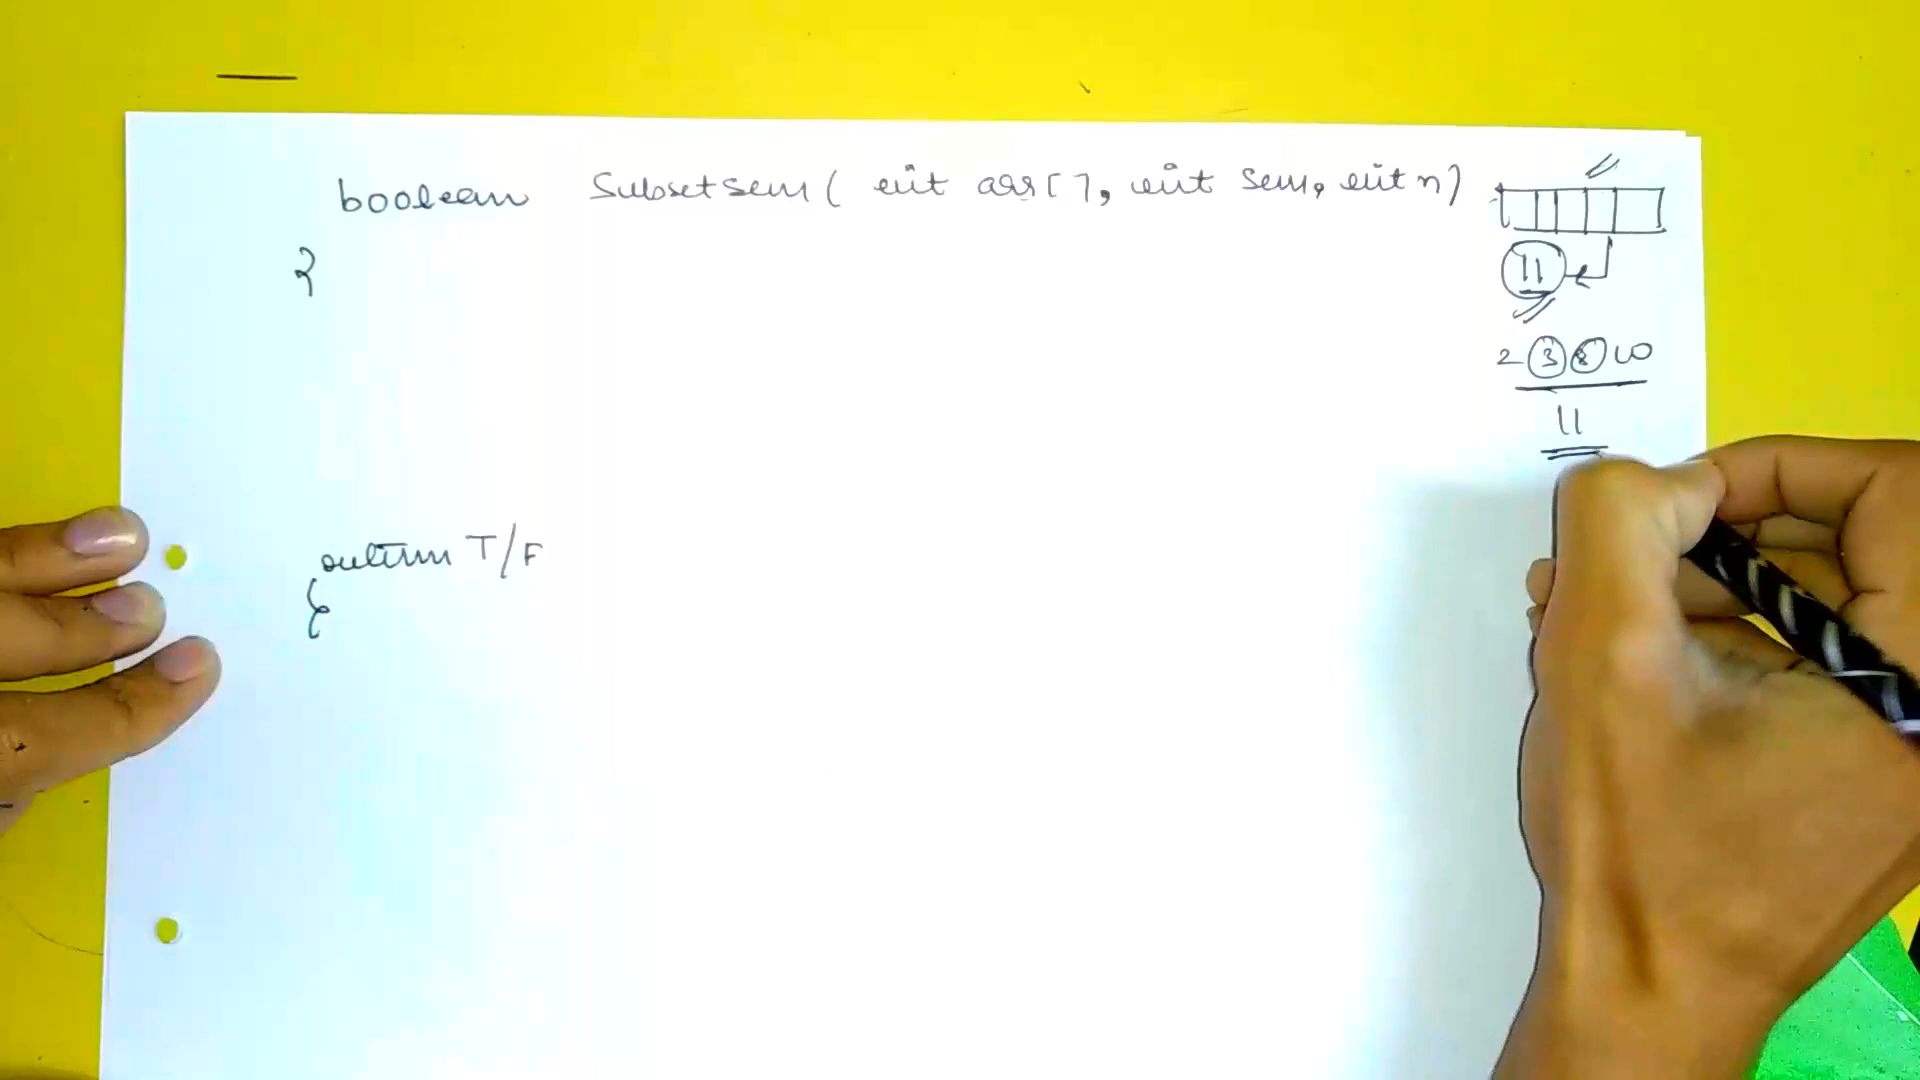 boolean Subsetsum( int arr[], int sum, int n)
{
11
2 3 8 10
11
return T/F
}